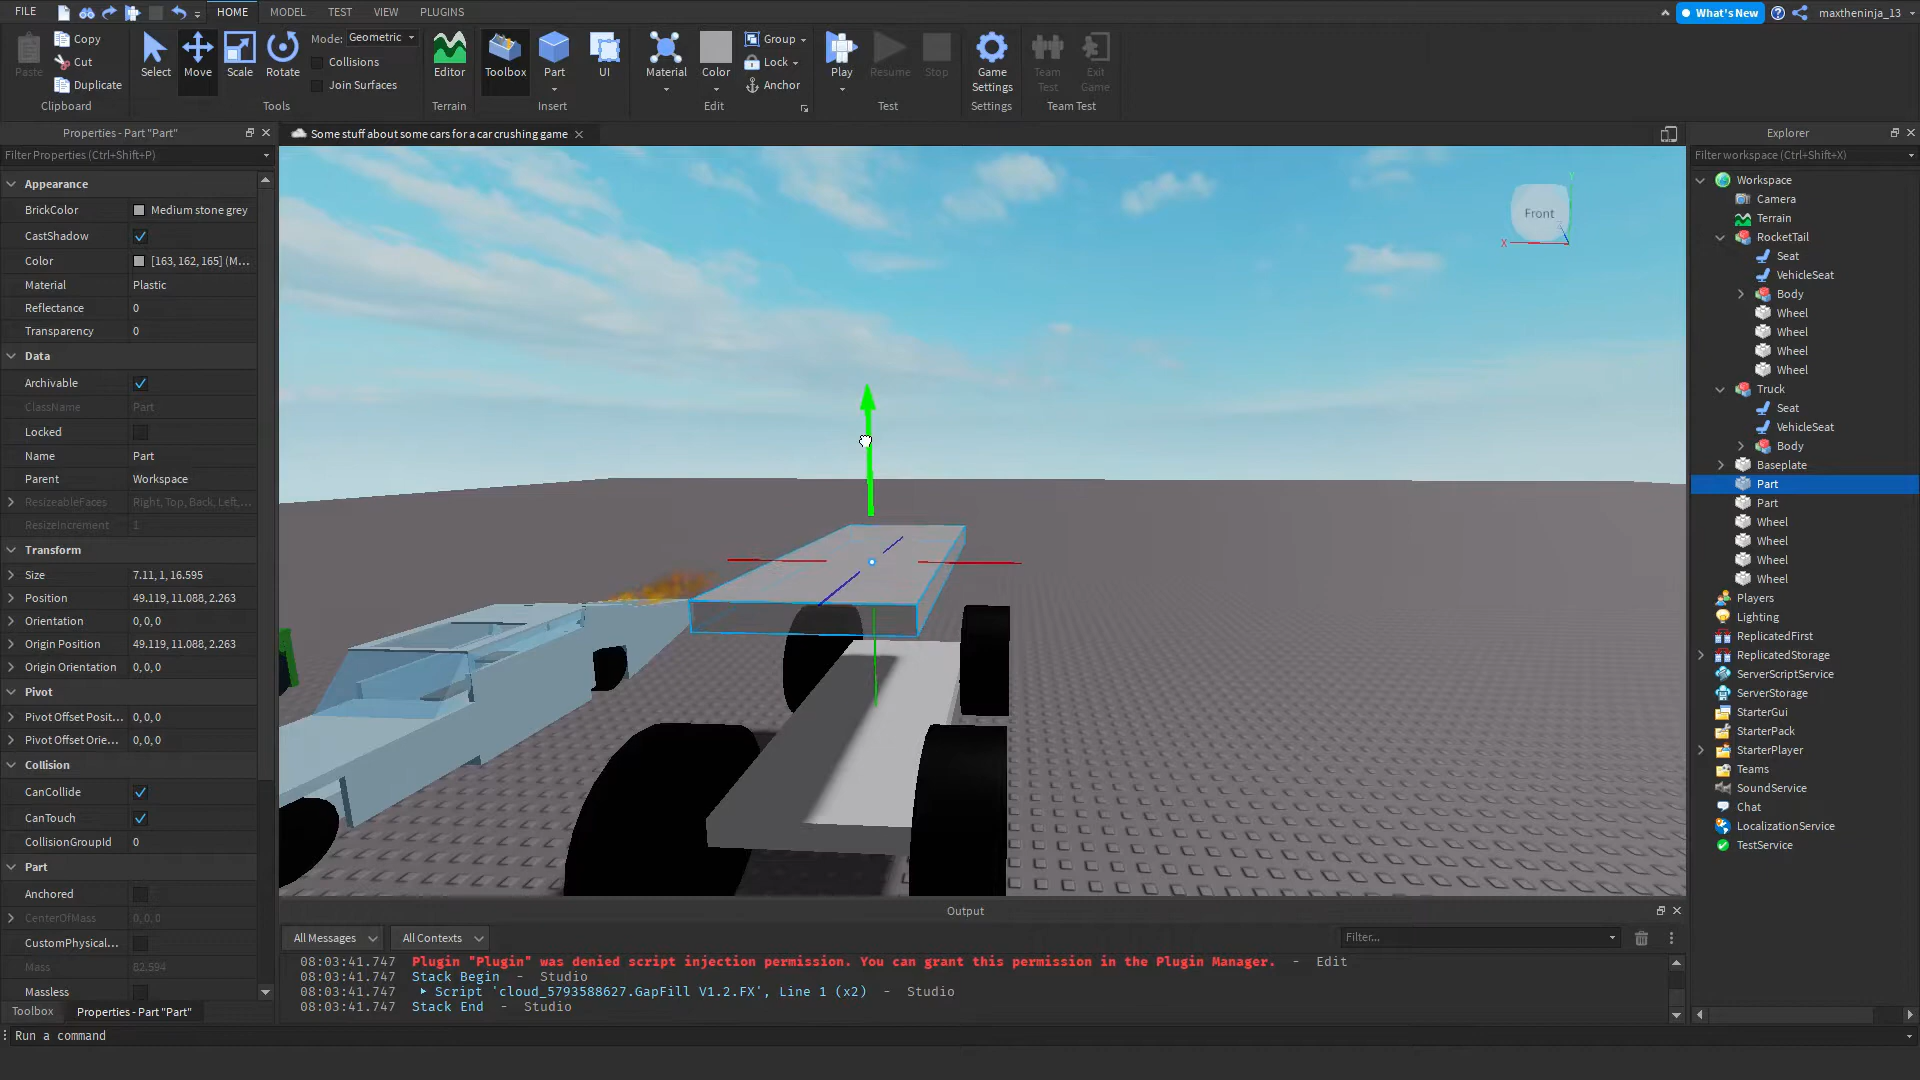 FILE
HOME
MODEL
TEST
VIEW
PLUGINS
What's New
maxtheninja_13
Paste
Copy
Cut
Duplicate
Clipboard
Select
Move
Scale
Rotate
Mode: Geometric
Collisions
Join Surfaces
Tools
Editor
Terrain
Toolbox
Part
UI
Insert
Material
Color
Group
Lock
Anchor
Edit
Play
Resume
Stop
Test
Game Settings
Settings
Team Test
Exit Game
Team Test
Properties - Part "Part"
Filter Properties (Ctrl+Shift+P)
Appearance
BrickColor Medium stone grey
CastShadow
Color [163, 162, 165] (M...
Material Plastic
Reflectance 0
Transparency 0
Data
Archivable
ClassName Part
Locked
Name Part
Parent Workspace
ResizeableFaces Right, Top, Back, Left,...
ResizeIncrement 1
Transform
Size 7.11, 1, 16.595
Position 49.119, 11.088, 2.263
Orientation 0, 0, 0
Origin Position 49.119, 11.088, 2.263
Origin Orientation 0, 0, 0
Pivot
Pivot Offset Posit... 0, 0, 0
Pivot Offset Orie... 0, 0, 0
Collision
CanCollide
CanTouch
CollisionGroupId 0
Part
Anchored
CenterOfMass 0, 0, 0
CustomPhysical...
Mass 82.594
Massless
Toolbox
Properties - Part "Part"
Run a command
Some stuff about some cars for a car crushing game
Front
X
Y
Output
All Messages
All Contexts
Filter...
08:03:41.747 Plugin "Plugin" was denied script injection permission. You can grant this permission in the Plugin Manager. - Edit
08:03:41.747 Stack Begin - Studio
08:03:41.747 Script 'cloud_5793588627.GapFill V1.2.FX', Line 1 (x2) - Studio
08:03:41.747 Stack End - Studio
Explorer
Filter workspace (Ctrl+Shift+X)
Workspace
Camera
Terrain
RocketTail
Seat
VehicleSeat
Body
Wheel
Wheel
Wheel
Wheel
Truck
Seat
VehicleSeat
Body
Baseplate
Part
Part
Wheel
Wheel
Wheel
Wheel
Players
Lighting
ReplicatedFirst
ReplicatedStorage
ServerScriptService
ServerStorage
StarterGui
StarterPack
StarterPlayer
Teams
SoundService
Chat
LocalizationService
TestService